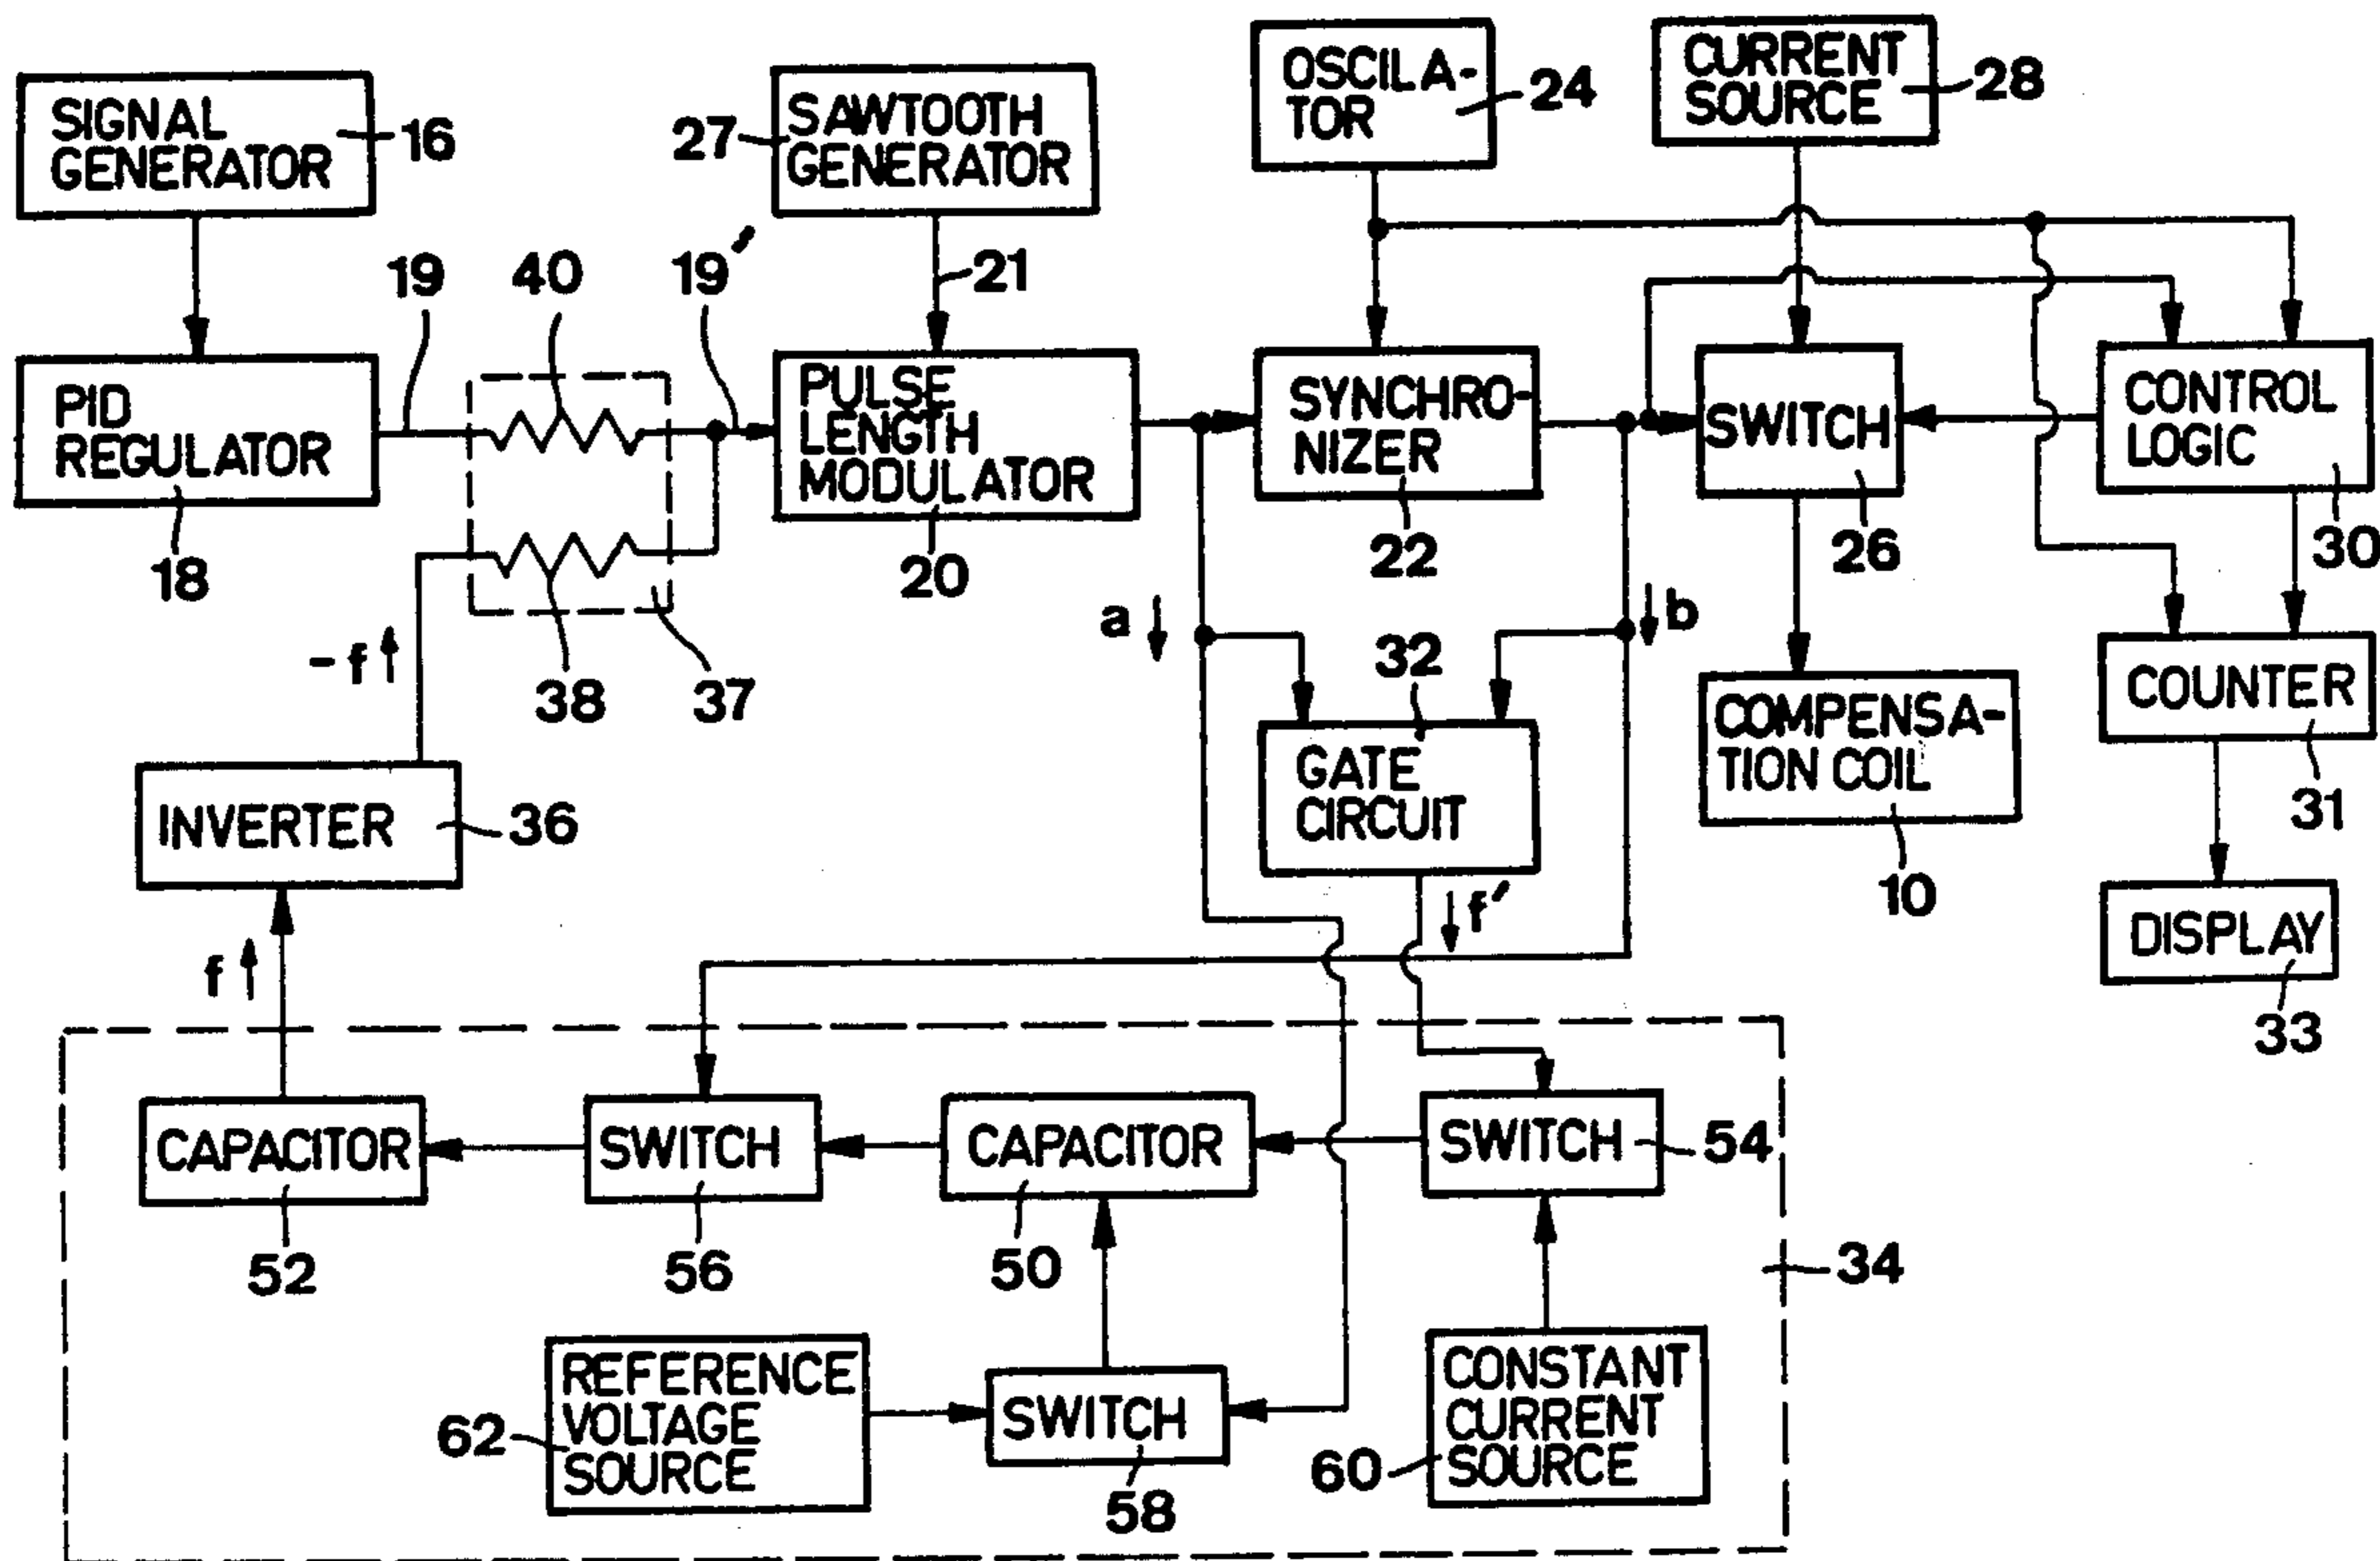 SIGNAL
GENERATOR
16
27
SAWTOOTH
GENERATOR
OSCILA-
TOR
24
CURRENT
SOURCE
28
19
40
19'
21
PID
REGULATOR
18
PULSE
LENGTH
MODULATOR
20
SYNCHRO-
NIZER
22
SWITCH
26
CONTROL
LOGIC
30
38
37
-f
a
b
32
GATE
CIRCUIT
COMPENSA-
TION COIL
10
COUNTER
31
INVERTER
36
f'
DISPLAY
33
f
CAPACITOR
52
SWITCH
56
CAPACITOR
50
SWITCH
54
34
62
REFERENCE
VOLTAGE
SOURCE
SWITCH
58
60
CONSTANT
CURRENT
SOURCE